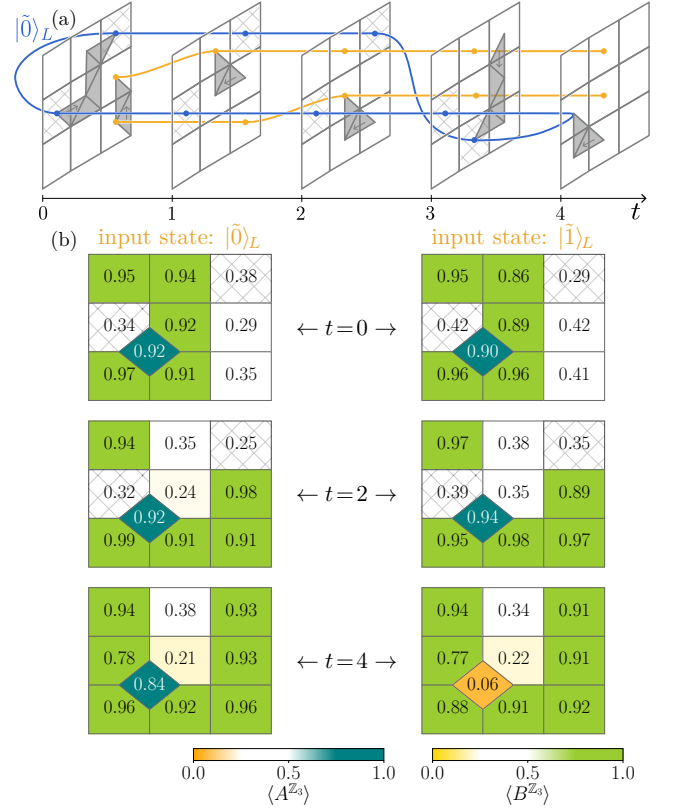 (a)
|0̃⟩_L
0 1 2 3 4 t
(b) input state: |0̃⟩_L input state: |1̃⟩_L
0.95 0.94 0.38 0.95 0.86 0.29
0.34 0.92 0.29 ← t=0 → 0.42 0.89 0.42
0.92 0.90
0.97 0.91 0.35 0.96 0.96 0.41
0.94 0.35 0.25 0.97 0.38 0.35
0.32 0.24 0.98 ← t=2 → 0.39 0.35 0.89
0.92 0.94
0.99 0.91 0.91 0.95 0.98 0.97
0.94 0.38 0.93 0.94 0.34 0.91
0.78 0.21 0.93 ← t=4 → 0.77 0.22 0.91
0.84 0.06
0.96 0.92 0.96 0.88 0.91 0.92
0.0 0.5 1.0 0.0 0.5 1.0
⟨A^{ℤ₃}⟩ ⟨B^{ℤ₃}⟩